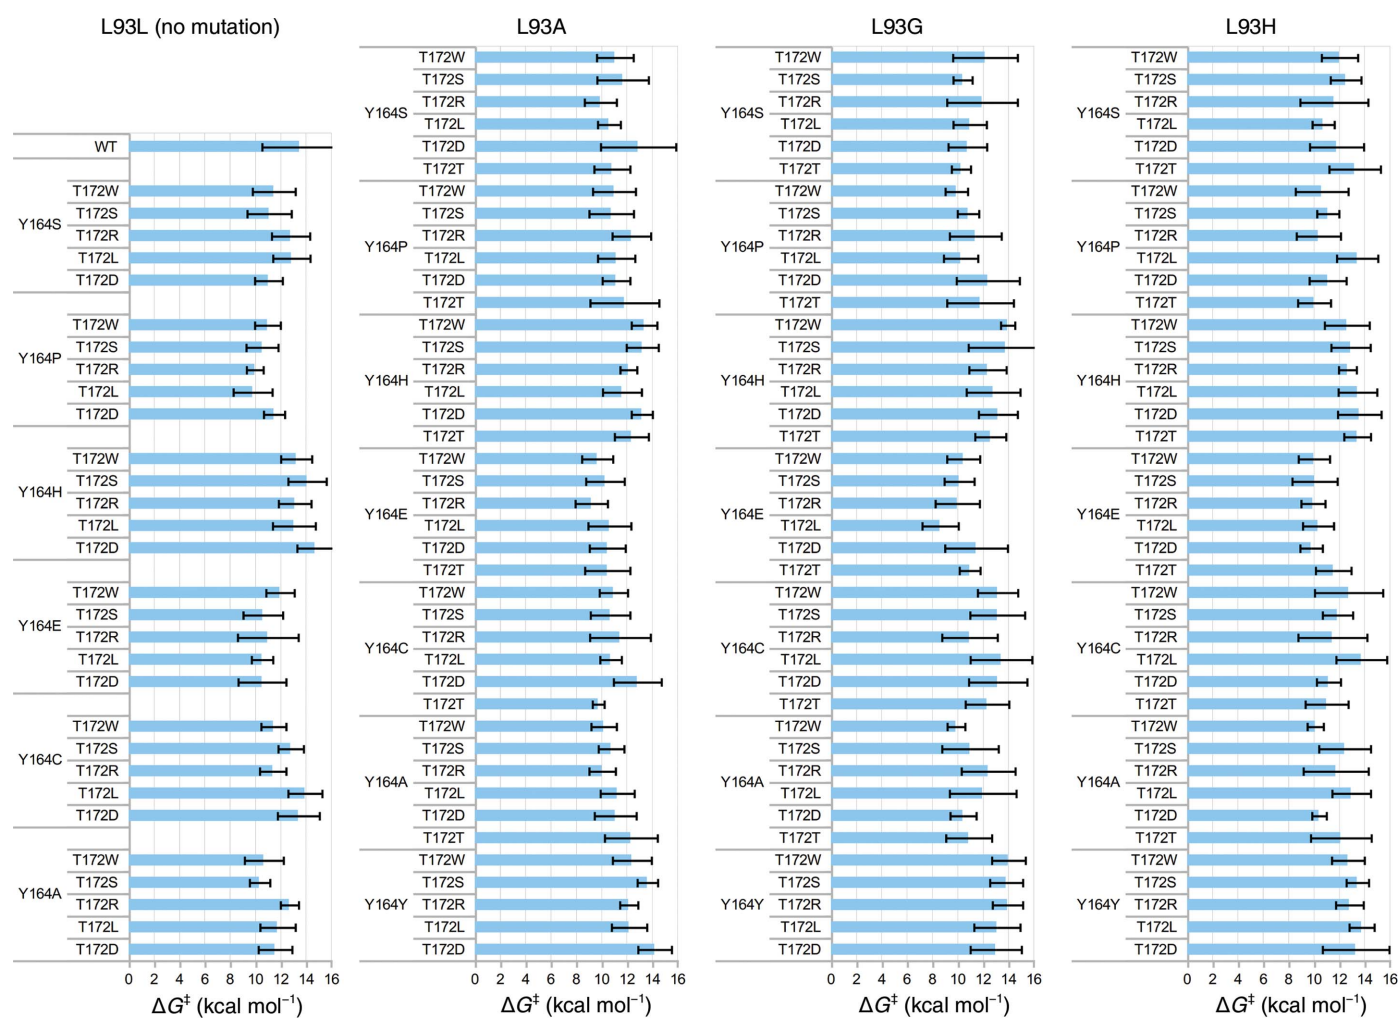 L93L (no mutation)
WT
Y164S
T172W
T172S
T172R
T172L
T172D
Y164P
T172W
T172S
T172R
T172L
T172D
Y164H
T172W
T172S
T172R
T172L
T172D
Y164E
T172W
T172S
T172R
T172L
T172D
Y164C
T172W
T172S
T172R
T172L
T172D
Y164A
T172W
T172S
T172R
T172L
T172D
0 2 4 6 8 10 12 14 16
ΔG‡ (kcal mol−1)
L93A
Y164S
T172W
T172S
T172R
T172L
T172D
T172T
Y164P
T172W
T172S
T172R
T172L
T172D
T172T
Y164H
T172W
T172S
T172R
T172L
T172D
T172T
Y164E
T172W
T172S
T172R
T172L
T172D
T172T
Y164C
T172W
T172S
T172R
T172L
T172D
T172T
Y164A
T172W
T172S
T172R
T172L
T172D
T172T
Y164Y
T172W
T172S
T172R
T172L
T172D
0 2 4 6 8 10 12 14 16
ΔG‡ (kcal mol−1)
L93G
Y164S
T172W
T172S
T172R
T172L
T172D
T172T
Y164P
T172W
T172S
T172R
T172L
T172D
T172T
Y164H
T172W
T172S
T172R
T172L
T172D
T172T
Y164E
T172W
T172S
T172R
T172L
T172D
T172T
Y164C
T172W
T172S
T172R
T172L
T172D
T172T
Y164A
T172W
T172S
T172R
T172L
T172D
T172T
Y164Y
T172W
T172S
T172R
T172L
T172D
0 2 4 6 8 10 12 14 16
ΔG‡ (kcal mol−1)
L93H
Y164S
T172W
T172S
T172R
T172L
T172D
T172T
Y164P
T172W
T172S
T172R
T172L
T172D
T172T
Y164H
T172W
T172S
T172R
T172L
T172D
T172T
Y164E
T172W
T172S
T172R
T172L
T172D
T172T
Y164C
T172W
T172S
T172R
T172L
T172D
T172T
Y164A
T172W
T172S
T172R
T172L
T172D
T172T
Y164Y
T172W
T172S
T172R
T172L
T172D
0 2 4 6 8 10 12 14 16
ΔG‡ (kcal mol−1)